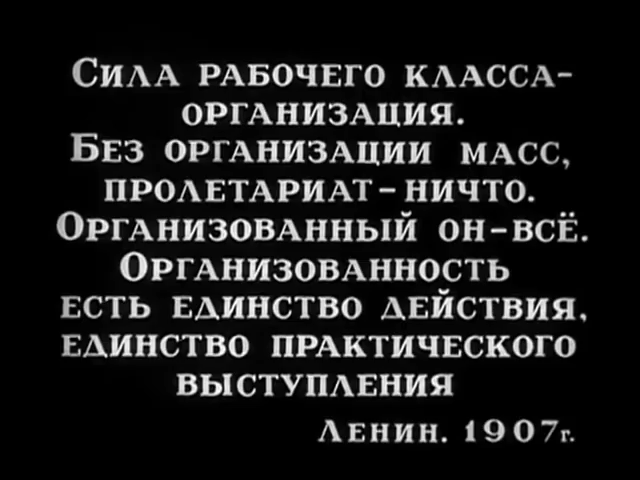 Сила рабочего класса-
организация.
Без организации масс,
пролетариат-ничто.
Организованный он-всё.
Организованность
есть единство действия,
единство практического
выступления
Ленин. 1907г.